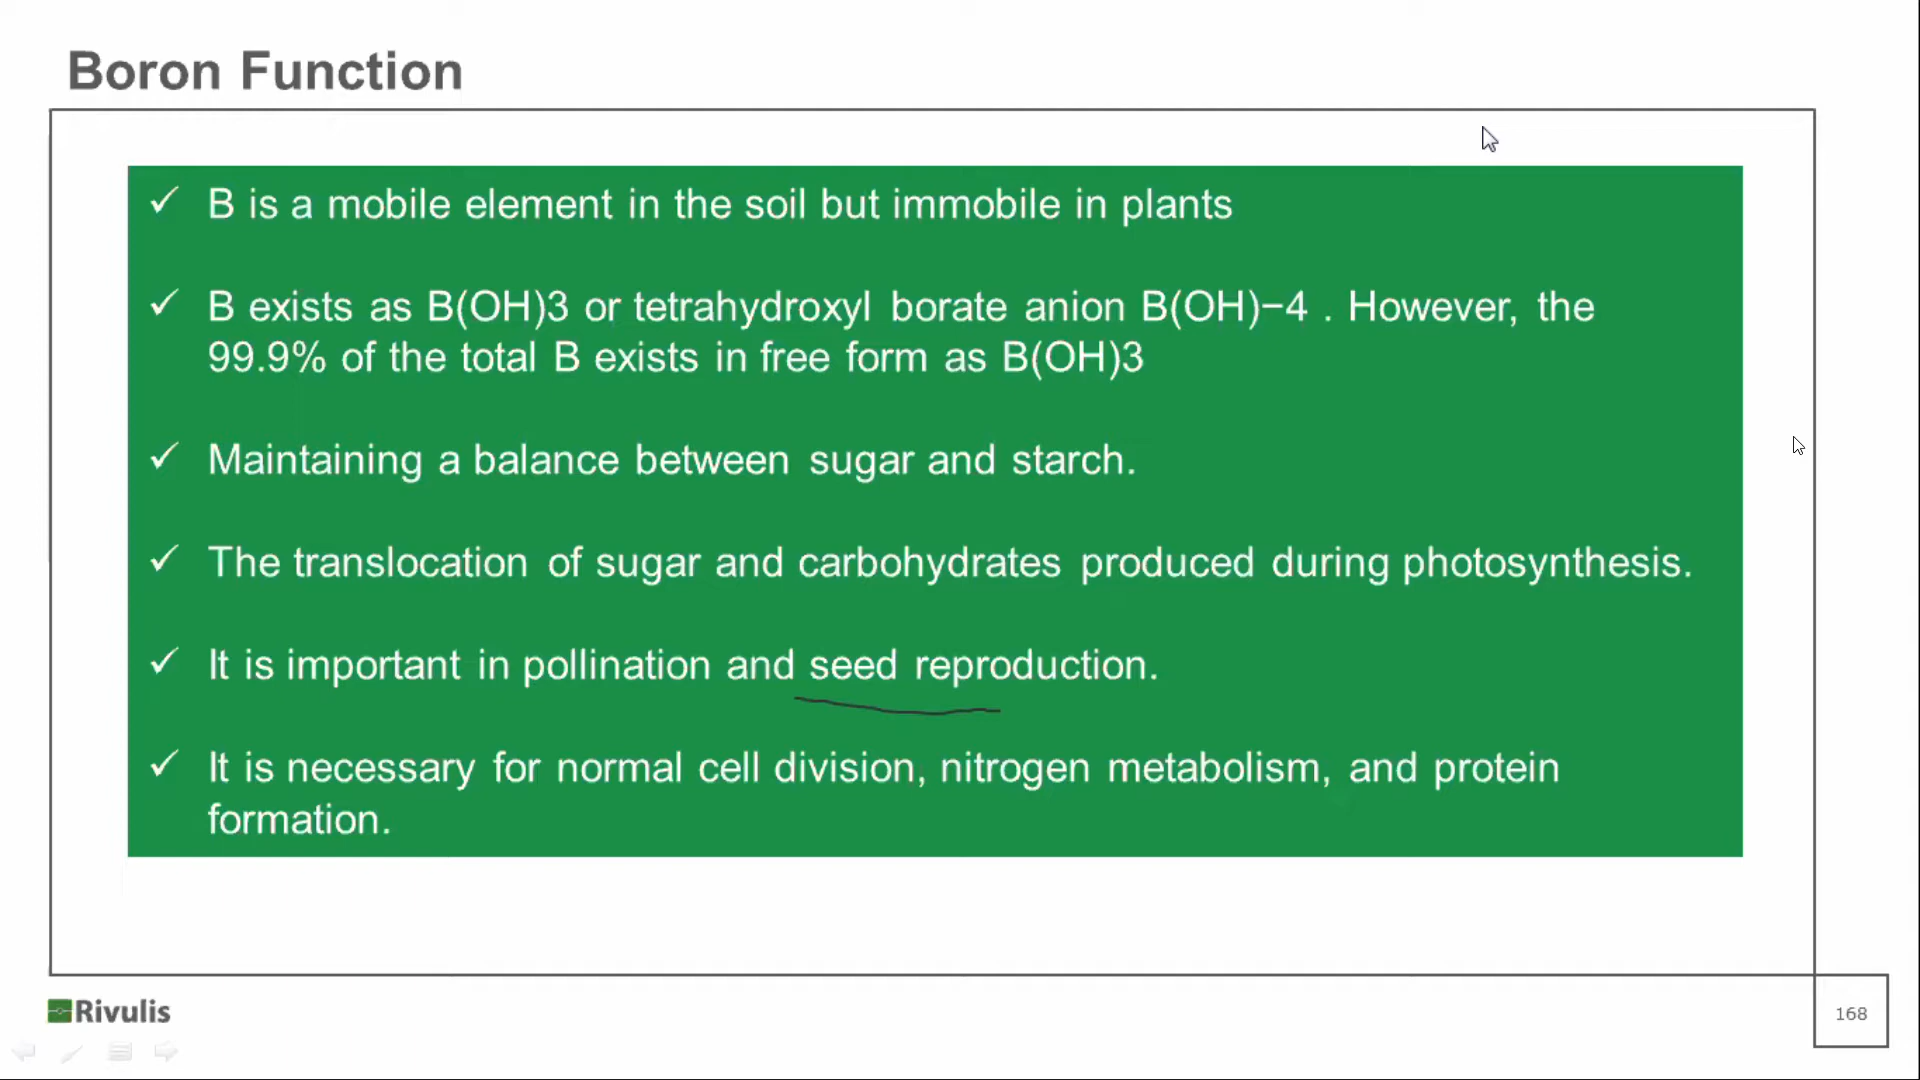 Boron Function
✓ B is a mobile element in the soil but immobile in plants
✓ B exists as B(OH)3 or tetrahydroxyl borate anion B(OH)−4 . However, the
99.9% of the total B exists in free form as B(OH)3
✓ Maintaining a balance between sugar and starch.
✓ The translocation of sugar and carbohydrates produced during photosynthesis.
✓ It is important in pollination and seed reproduction.
✓ It is necessary for normal cell division, nitrogen metabolism, and protein
formation.
Rivulis
168